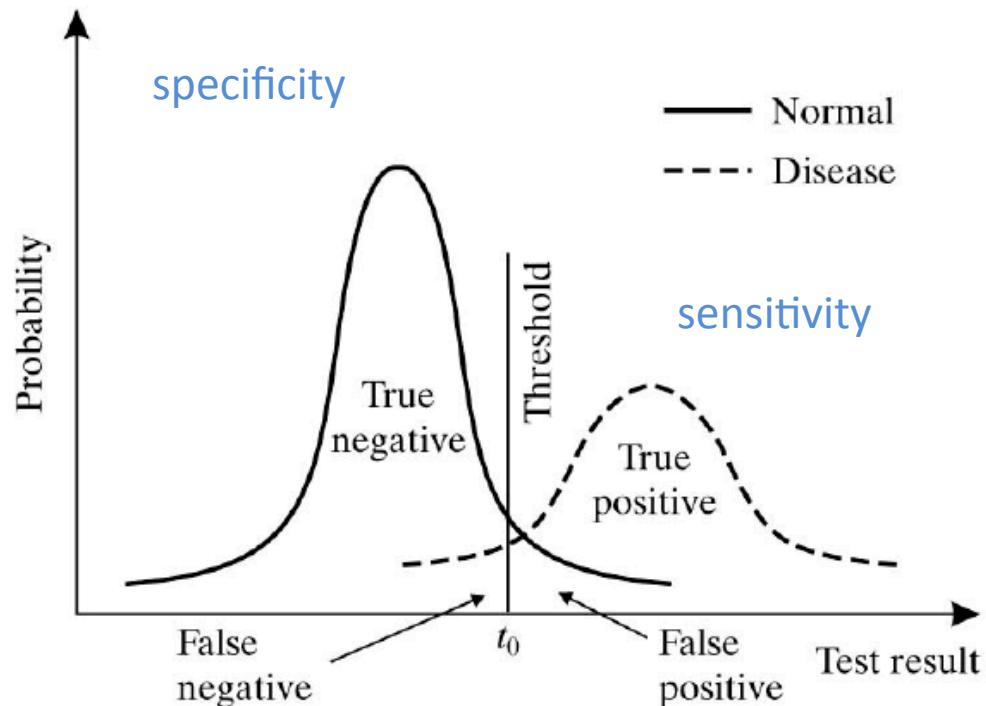 specificity
Normal
Disease
Probability
Threshold
sensitivity
True
negative
True
positive
False
negative
t₀
False
positive
Test result